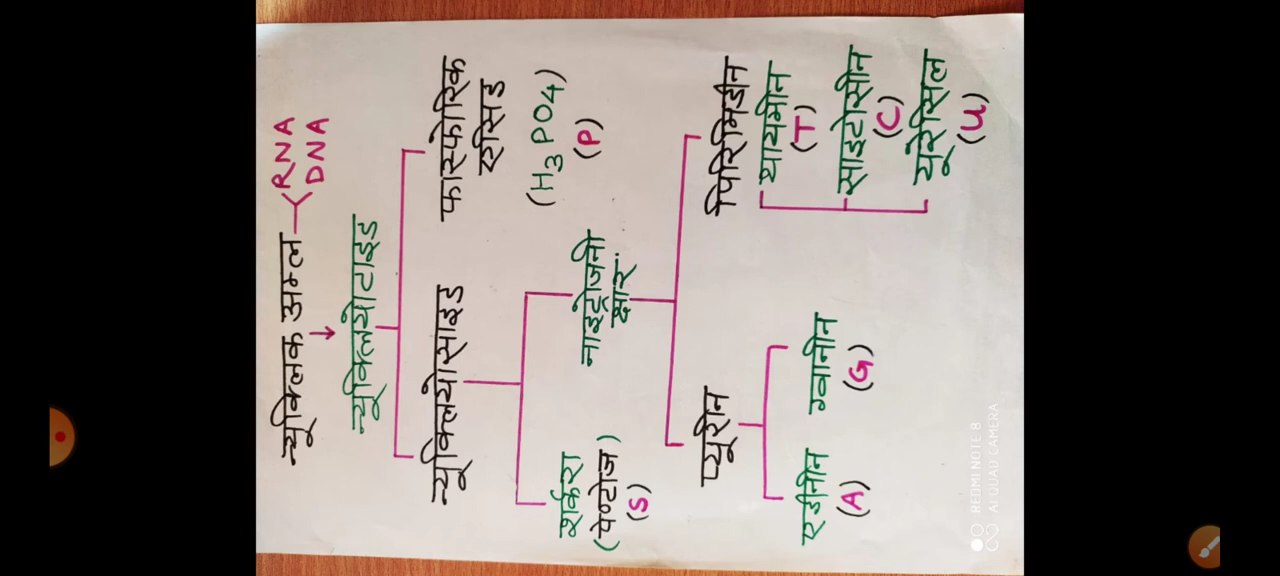 न्यूक्लिक अम्ल
RNA
DNA
न्यूक्लियोटाइड
न्यूक्लियोसाइड
फास्फोरिक
एसिड
(H3PO4)
(P)
शर्करा
(पेण्टोज)
(S)
नाइट्रोजनी
क्षार
प्यूरीन
पिरिमिडीन
एडीनीन
(A)
ग्वानीन
(G)
थायमीन
(T)
साइटोसीन
(C)
यूरेसिल
(U)
REDMI NOTE 8
AI QUAD CAMERA